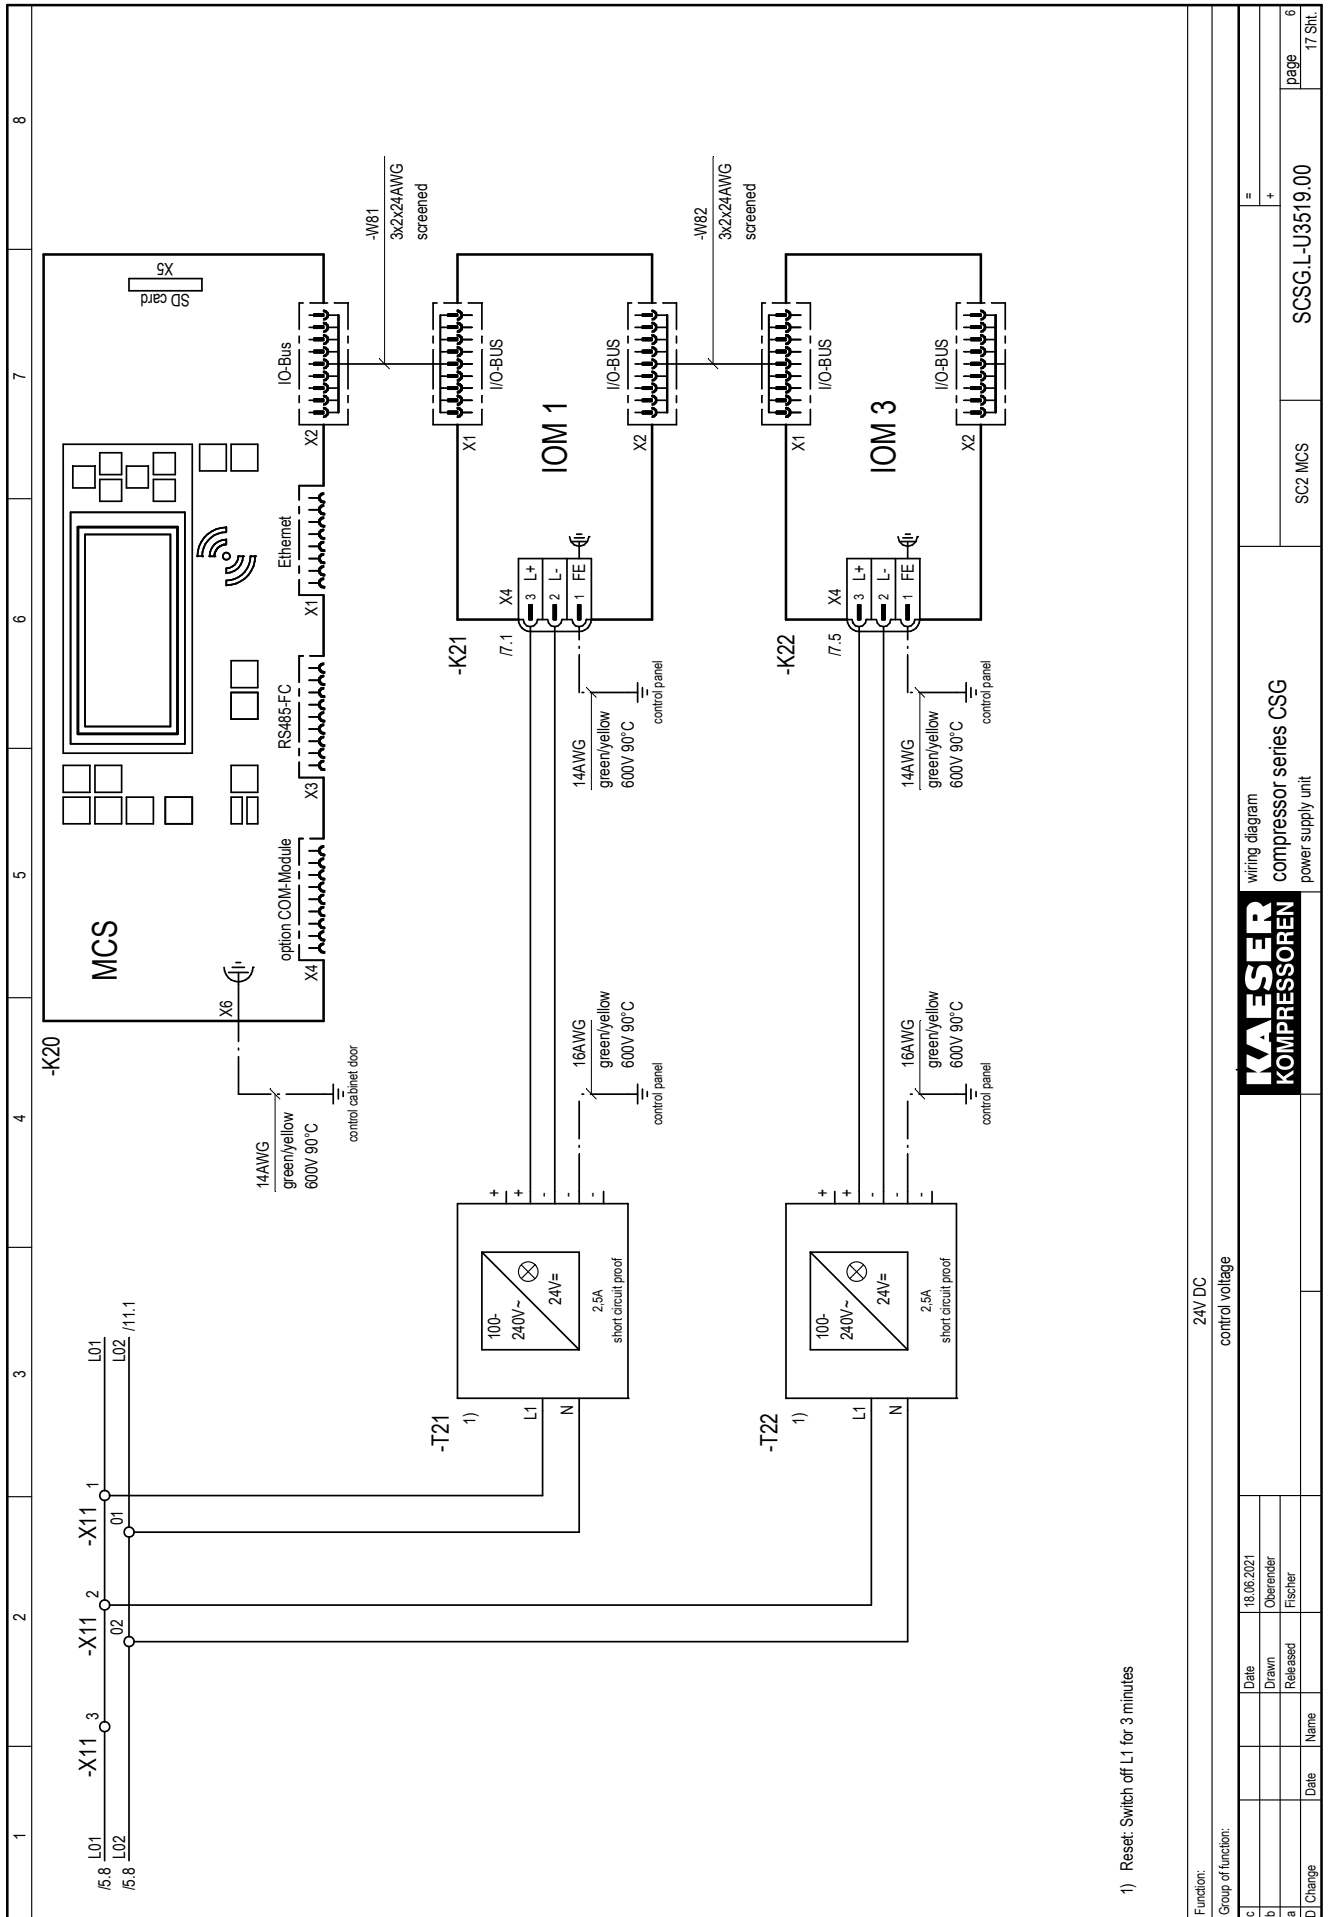 1
2
3
4
5
6
7
8
/5.8
L01
/5.8
L02
-X11
3
-X11
2
02
-X11
1
01
L01
L02
/11.1
-K20
MCS
X6
14AWG
green/yellow
600V 90°C
control cabinet door
X4
option COM-Module
X3
RS485-FC
X1
Ethernet
X2
IO-Bus
SD card
X5
-W81
3x2x24AWG
screened
-T21
1)
L1
N
100-
240V~
24V=
2,5A
short circuit proof
+
+
-
-
-
16AWG
green/yellow
600V 90°C
control panel
14AWG
green/yellow
600V 90°C
control panel
-K21
/7.1
X4
3 L+
2 L-
1 FE
IOM 1
X1
I/O-BUS
X2
I/O-BUS
-W82
3x2x24AWG
screened
-T22
1)
L1
N
100-
240V~
24V=
2,5A
short circuit proof
+
+
-
-
-
16AWG
green/yellow
600V 90°C
control panel
14AWG
green/yellow
600V 90°C
control panel
-K22
/7.5
X4
3 L+
2 L-
1 FE
IOM 3
X1
I/O-BUS
X2
I/O-BUS
1) Reset: Switch off L1 for 3 minutes
Function:
24V DC
Group of function:
control voltage
c
b
a
D
Change
Date
Name
Date
18.06.2021
Drawn
Oberender
Released
Fischer
KAESER
KOMPRESSOREN
wiring diagram
compressor series CSG
power supply unit
SC2 MCS
=
+
SCSG.L-U3519.00
page
6
17 Sht.